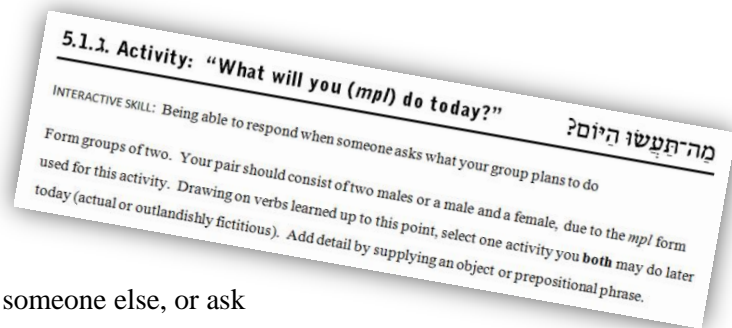 5.1.ג. Activity: “What will you (mpl) do today?” מַה־תַּעֲשׂוּ הַיּוֹם?
INTERACTIVE SKILL: Being able to respond when someone asks what your group plans to do
Form groups of two. Your pair should consist of two males or a male and a female, due to the mpl form
used for this activity. Drawing on verbs learned up to this point, select one activity you both may do later
today (actual or outlandishly fictitious). Add detail by supplying an object or prepositional phrase.
someone else, or ask